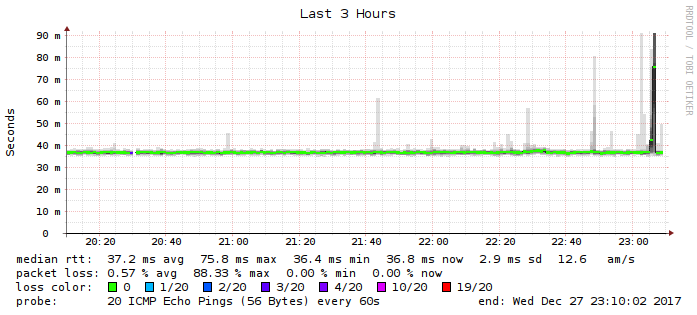 Last 3 Hours
RRDTOOL / TOBI OETIKER
Seconds
90 m
80 m
70 m
60 m
50 m
40 m
30 m
20 m
10 m
0
20:20 20:40 21:00 21:20 21:40 22:00 22:20 22:40 23:00
median rtt: 37.2 ms avg 75.8 ms max 36.4 ms min 36.8 ms now 2.9 ms sd 12.6 am/s
packet loss: 0.57 % avg 88.33 % max 0.00 % min 0.00 % now
loss color: 0 1/20 2/20 3/20 4/20 10/20 19/20
probe: 20 ICMP Echo Pings (56 Bytes) every 60s end: Wed Dec 27 23:10:02 2017